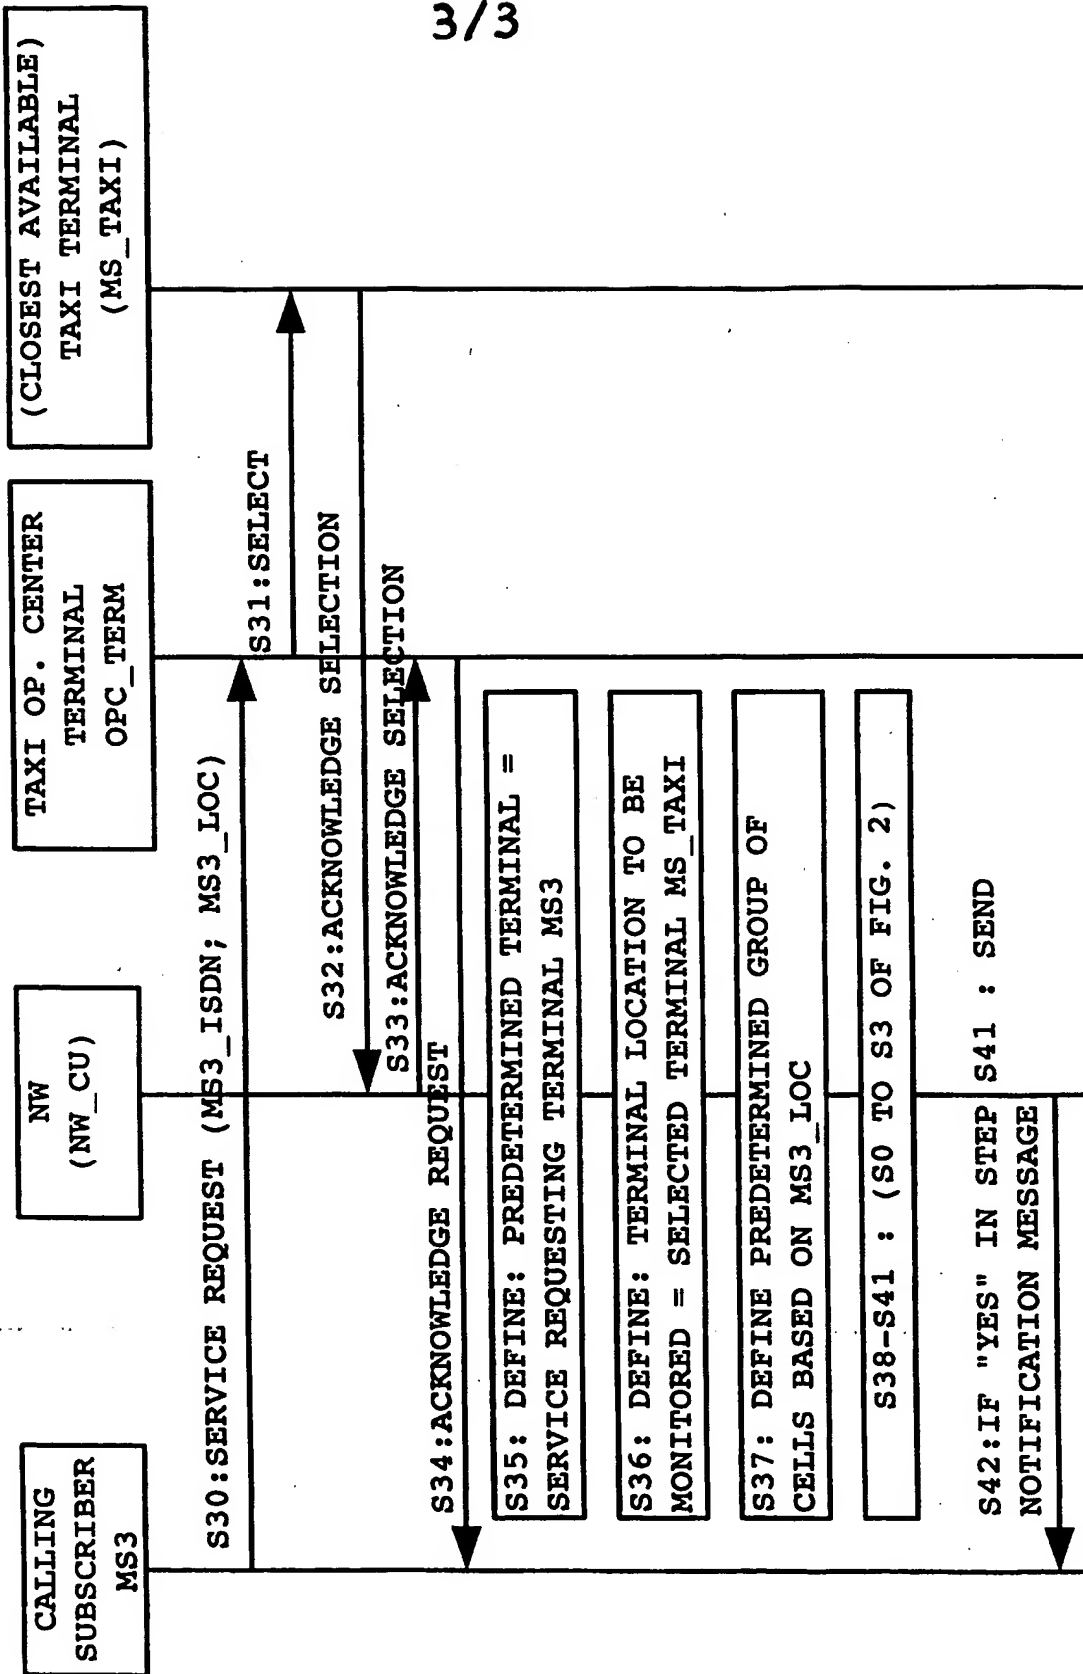 3/3
CALLING
SUBSCRIBER
MS3
NW
(NW_CU)
TAXI OP. CENTER
TERMINAL
OPC_TERM
(CLOSEST AVAILABLE)
TAXI TERMINAL
(MS_TAXI)
S30:SERVICE REQUEST (MS3_ISDN; MS3_LOC)
S31:SELECT
S32:ACKNOWLEDGE SELECTION
S33:ACKNOWLEDGE SELECTION
S34:ACKNOWLEDGE REQUEST
S35: DEFINE: PREDETERMINED TERMINAL =
SERVICE REQUESTING TERMINAL MS3
S36: DEFINE: TERMINAL LOCATION TO BE
MONITORED = SELECTED TERMINAL MS_TAXI
S37: DEFINE PREDETERMINED GROUP OF
CELLS BASED ON MS3_LOC
S38-S41 : (S0 TO S3 OF FIG. 2)
S42:IF "YES" IN STEP S41 : SEND
NOTIFICATION MESSAGE